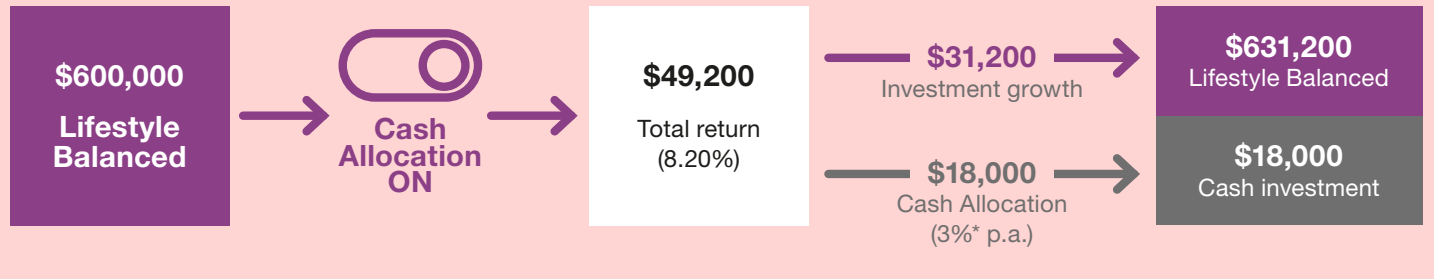 $600,000
Lifestyle
Balanced
Cash
Allocation
ON
$49,200
Total return
(8.20%)
$31,200
Investment growth
$18,000
Cash Allocation
(3%* p.a.)
$631,200
Lifestyle Balanced
$18,000
Cash investment